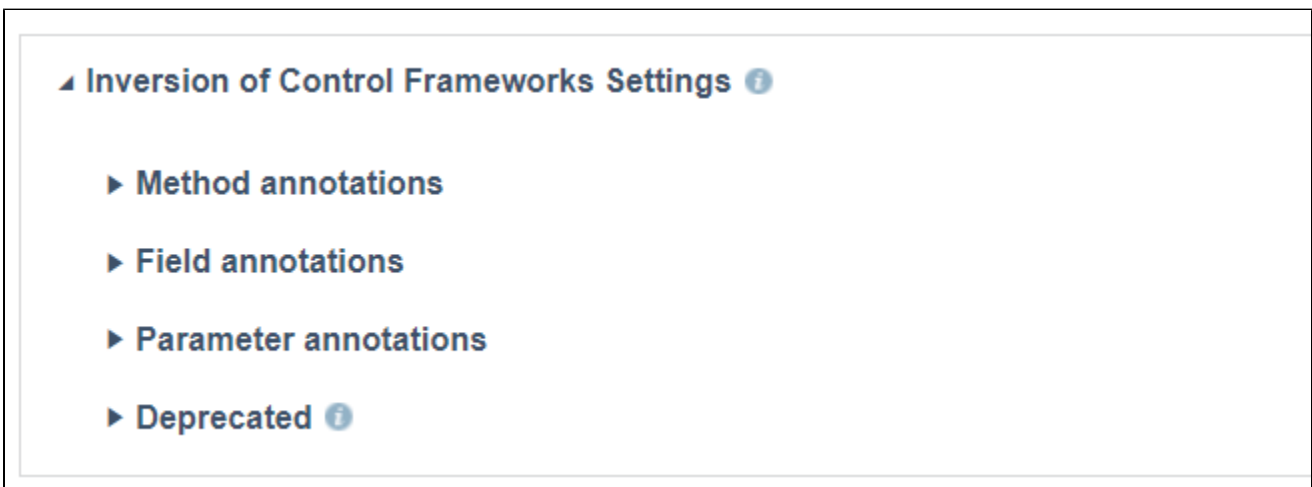 Inversion of Control Frameworks Settings
Method annotations
Field annotations
Parameter annotations
Deprecated